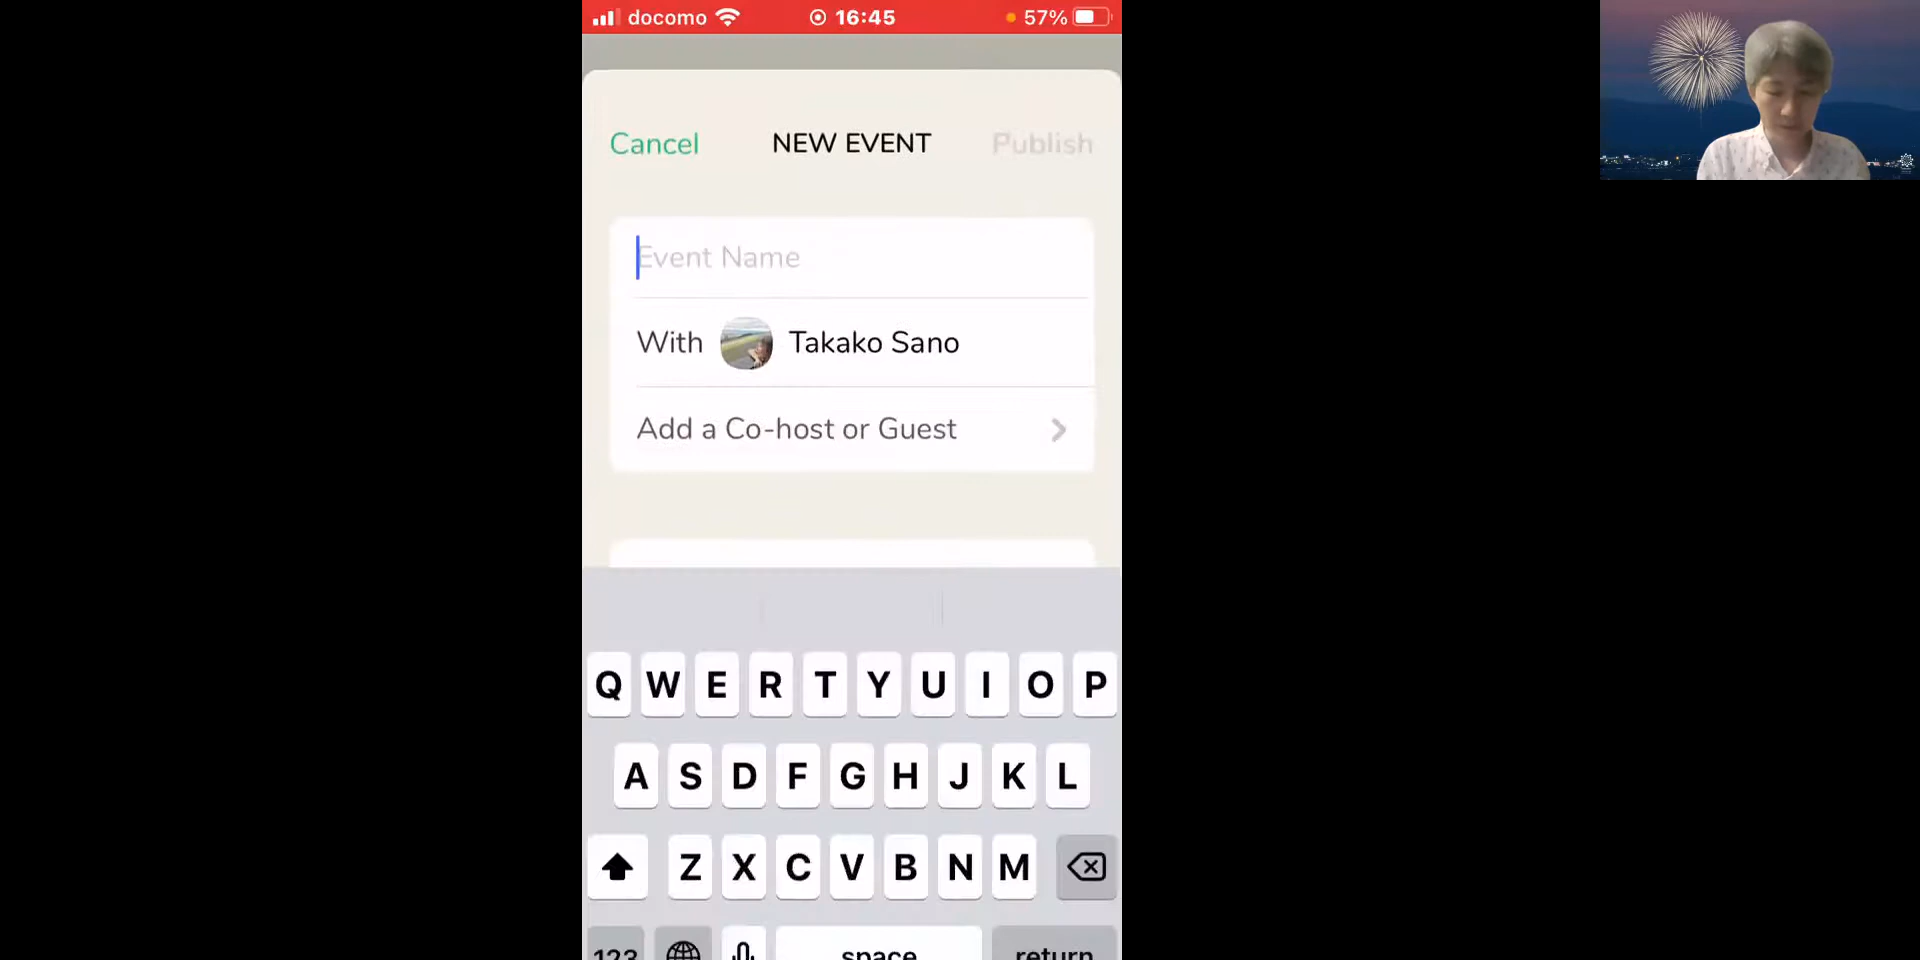 docomo 16:45 57%
Cancel NEW EVENT Publish
Event Name
With Takako Sano
Add a Co-host or Guest
Q W E R T Y U I O P
A S D F G H J K L
Z X C V B N M
123 space return